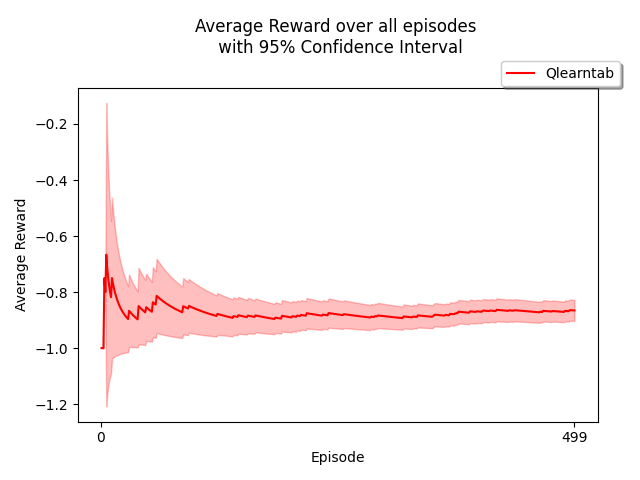 Average Reward over all episodes
with 95% Confidence Interval
Qlearntab
−0.2
−0.4
−0.6
−0.8
−1.0
−1.2
Average Reward
0
499
Episode